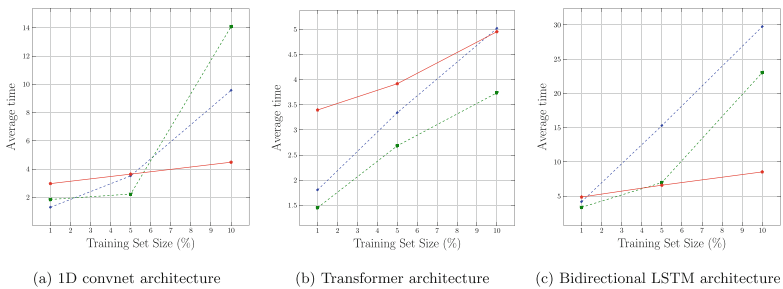 14
12
10
8
6
4
2
Average time
1 2 3 4 5 6 7 8 9 10
Training Set Size (%)
(a) 1D convnet architecture
5
4.5
4
3.5
3
2.5
2
1.5
Average time
1 2 3 4 5 6 7 8 9 10
Training Set Size (%)
(b) Transformer architecture
30
25
20
15
10
5
Average time
1 2 3 4 5 6 7 8 9 10
Training Set Size (%)
(c) Bidirectional LSTM architecture